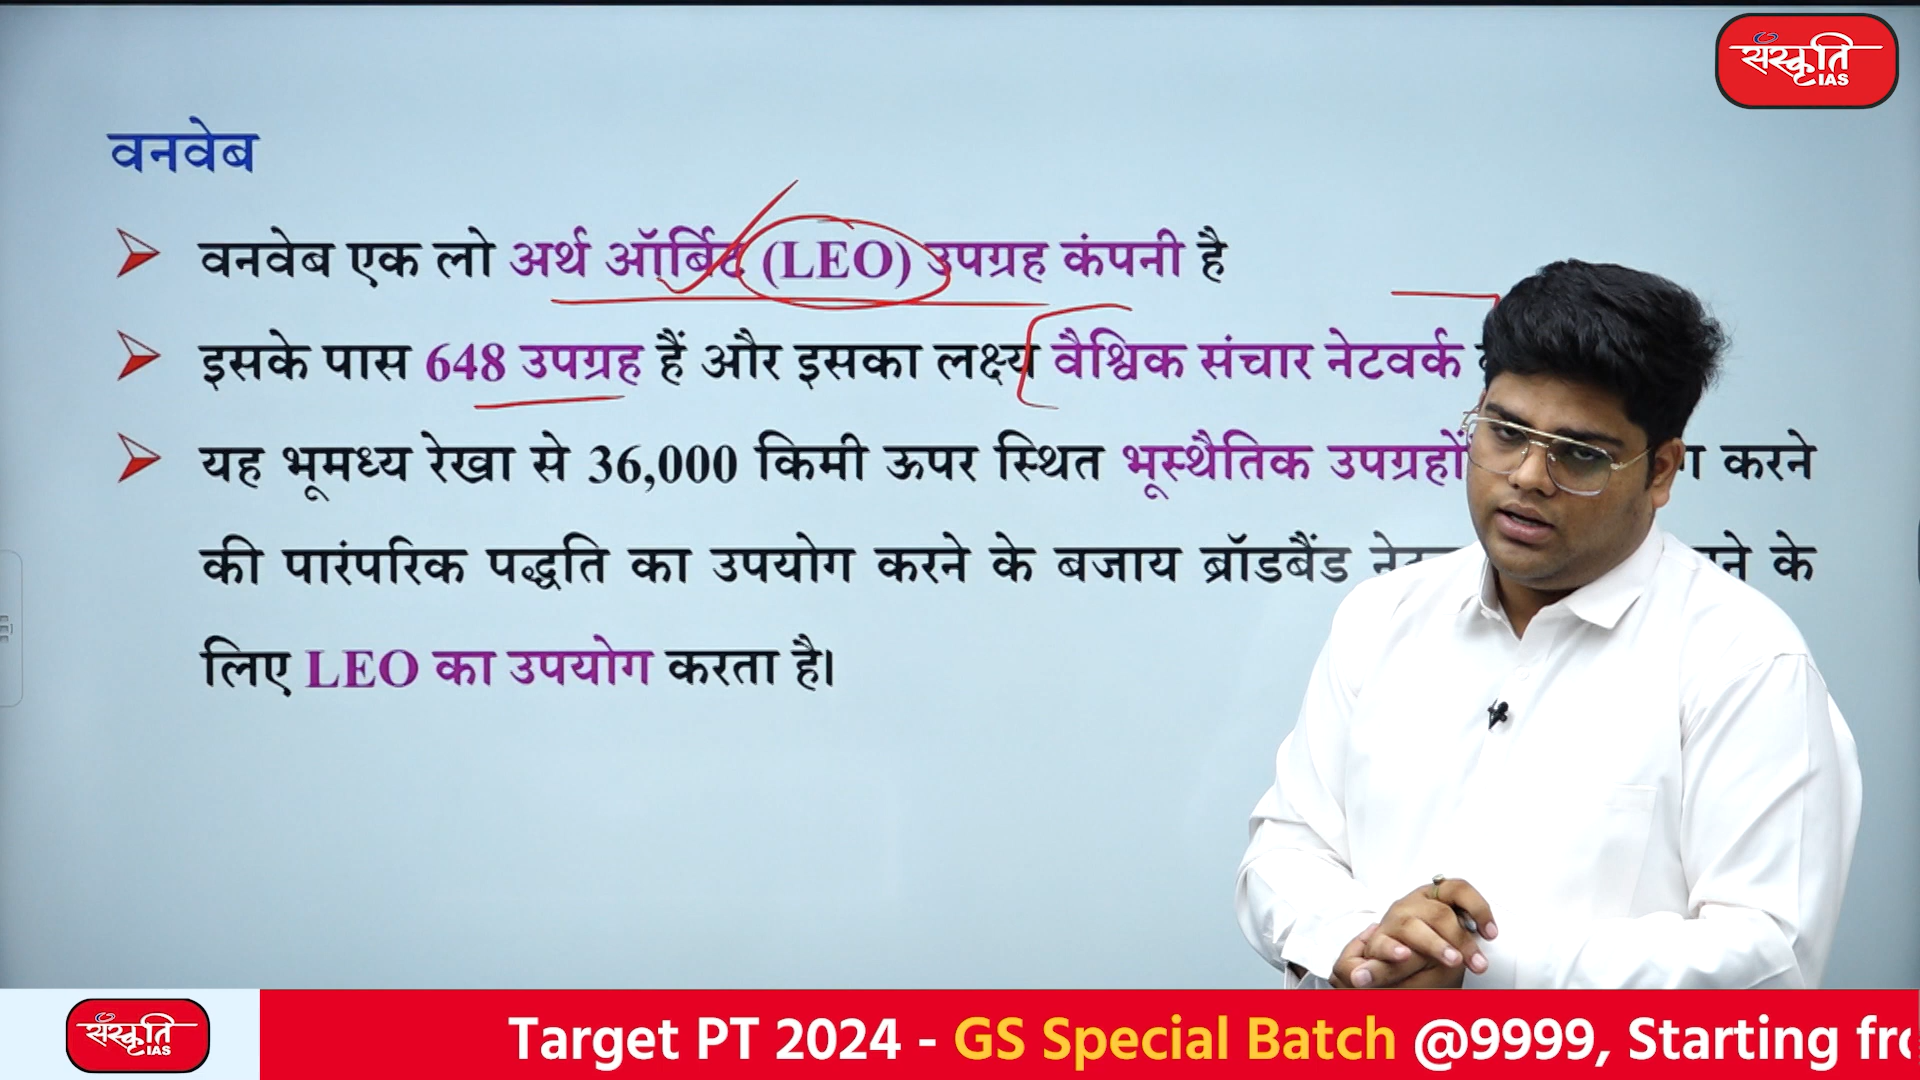 संस्कृति
IAS
वनवेब
वनवेब एक लो अर्थ ऑर्बिट (LEO) उपग्रह कंपनी है
इसके पास 648 उपग्रह हैं और इसका लक्ष्य वैश्विक संचार नेटवर्क
यह भूमध्य रेखा से 36,000 किमी ऊपर स्थित भूस्थैतिक उपग्रहों करने
की पारंपरिक पद्धति का उपयोग करने के बजाय ब्रॉडबैंड के
लिए LEO का उपयोग करता है।
संस्कृति
IAS
Target PT 2024 - GS Special Batch @9999, Starting